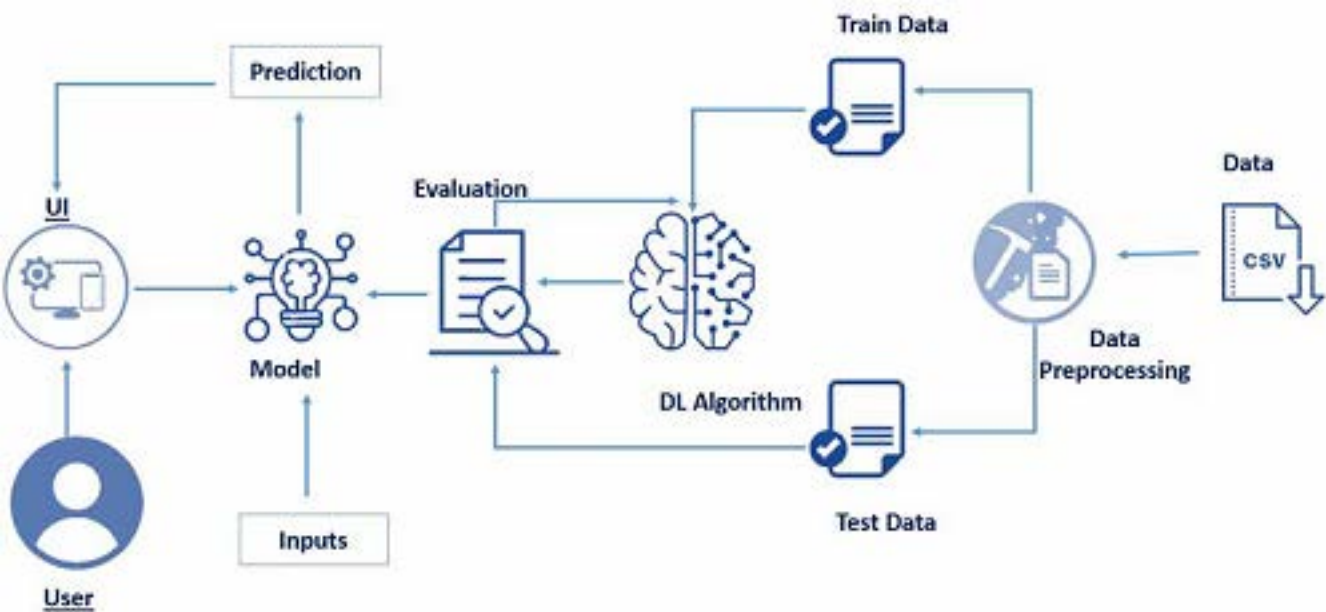 Train Data
Prediction
Data
Evaluation
UI
CSV
Data
Preprocessing
Model
DL Algorithm
Test Data
Inputs
User